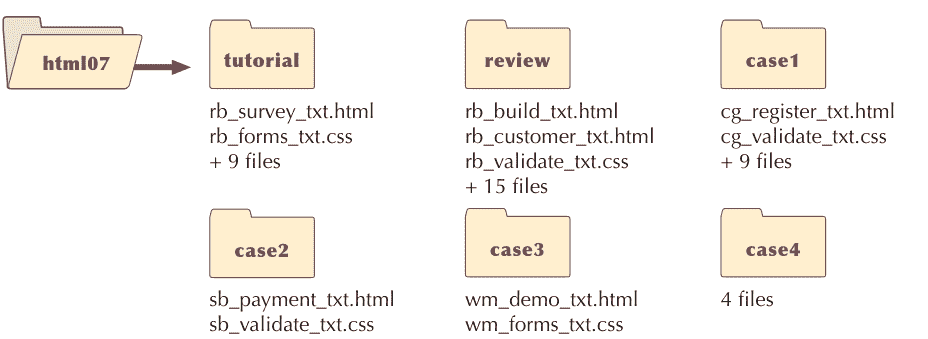 html07
tutorial
rb_survey_txt.html
rb_forms_txt.css
+ 9 files
review
rb_build_txt.html
rb_customer_txt.html
rb_validate_txt.css
+ 15 files
case1
cg_register_txt.html
cg_validate_txt.css
+ 9 files
case2
sb_payment_txt.html
sb_validate_txt.css
case3
wm_demo_txt.html
wm_forms_txt.css
case4
4 files